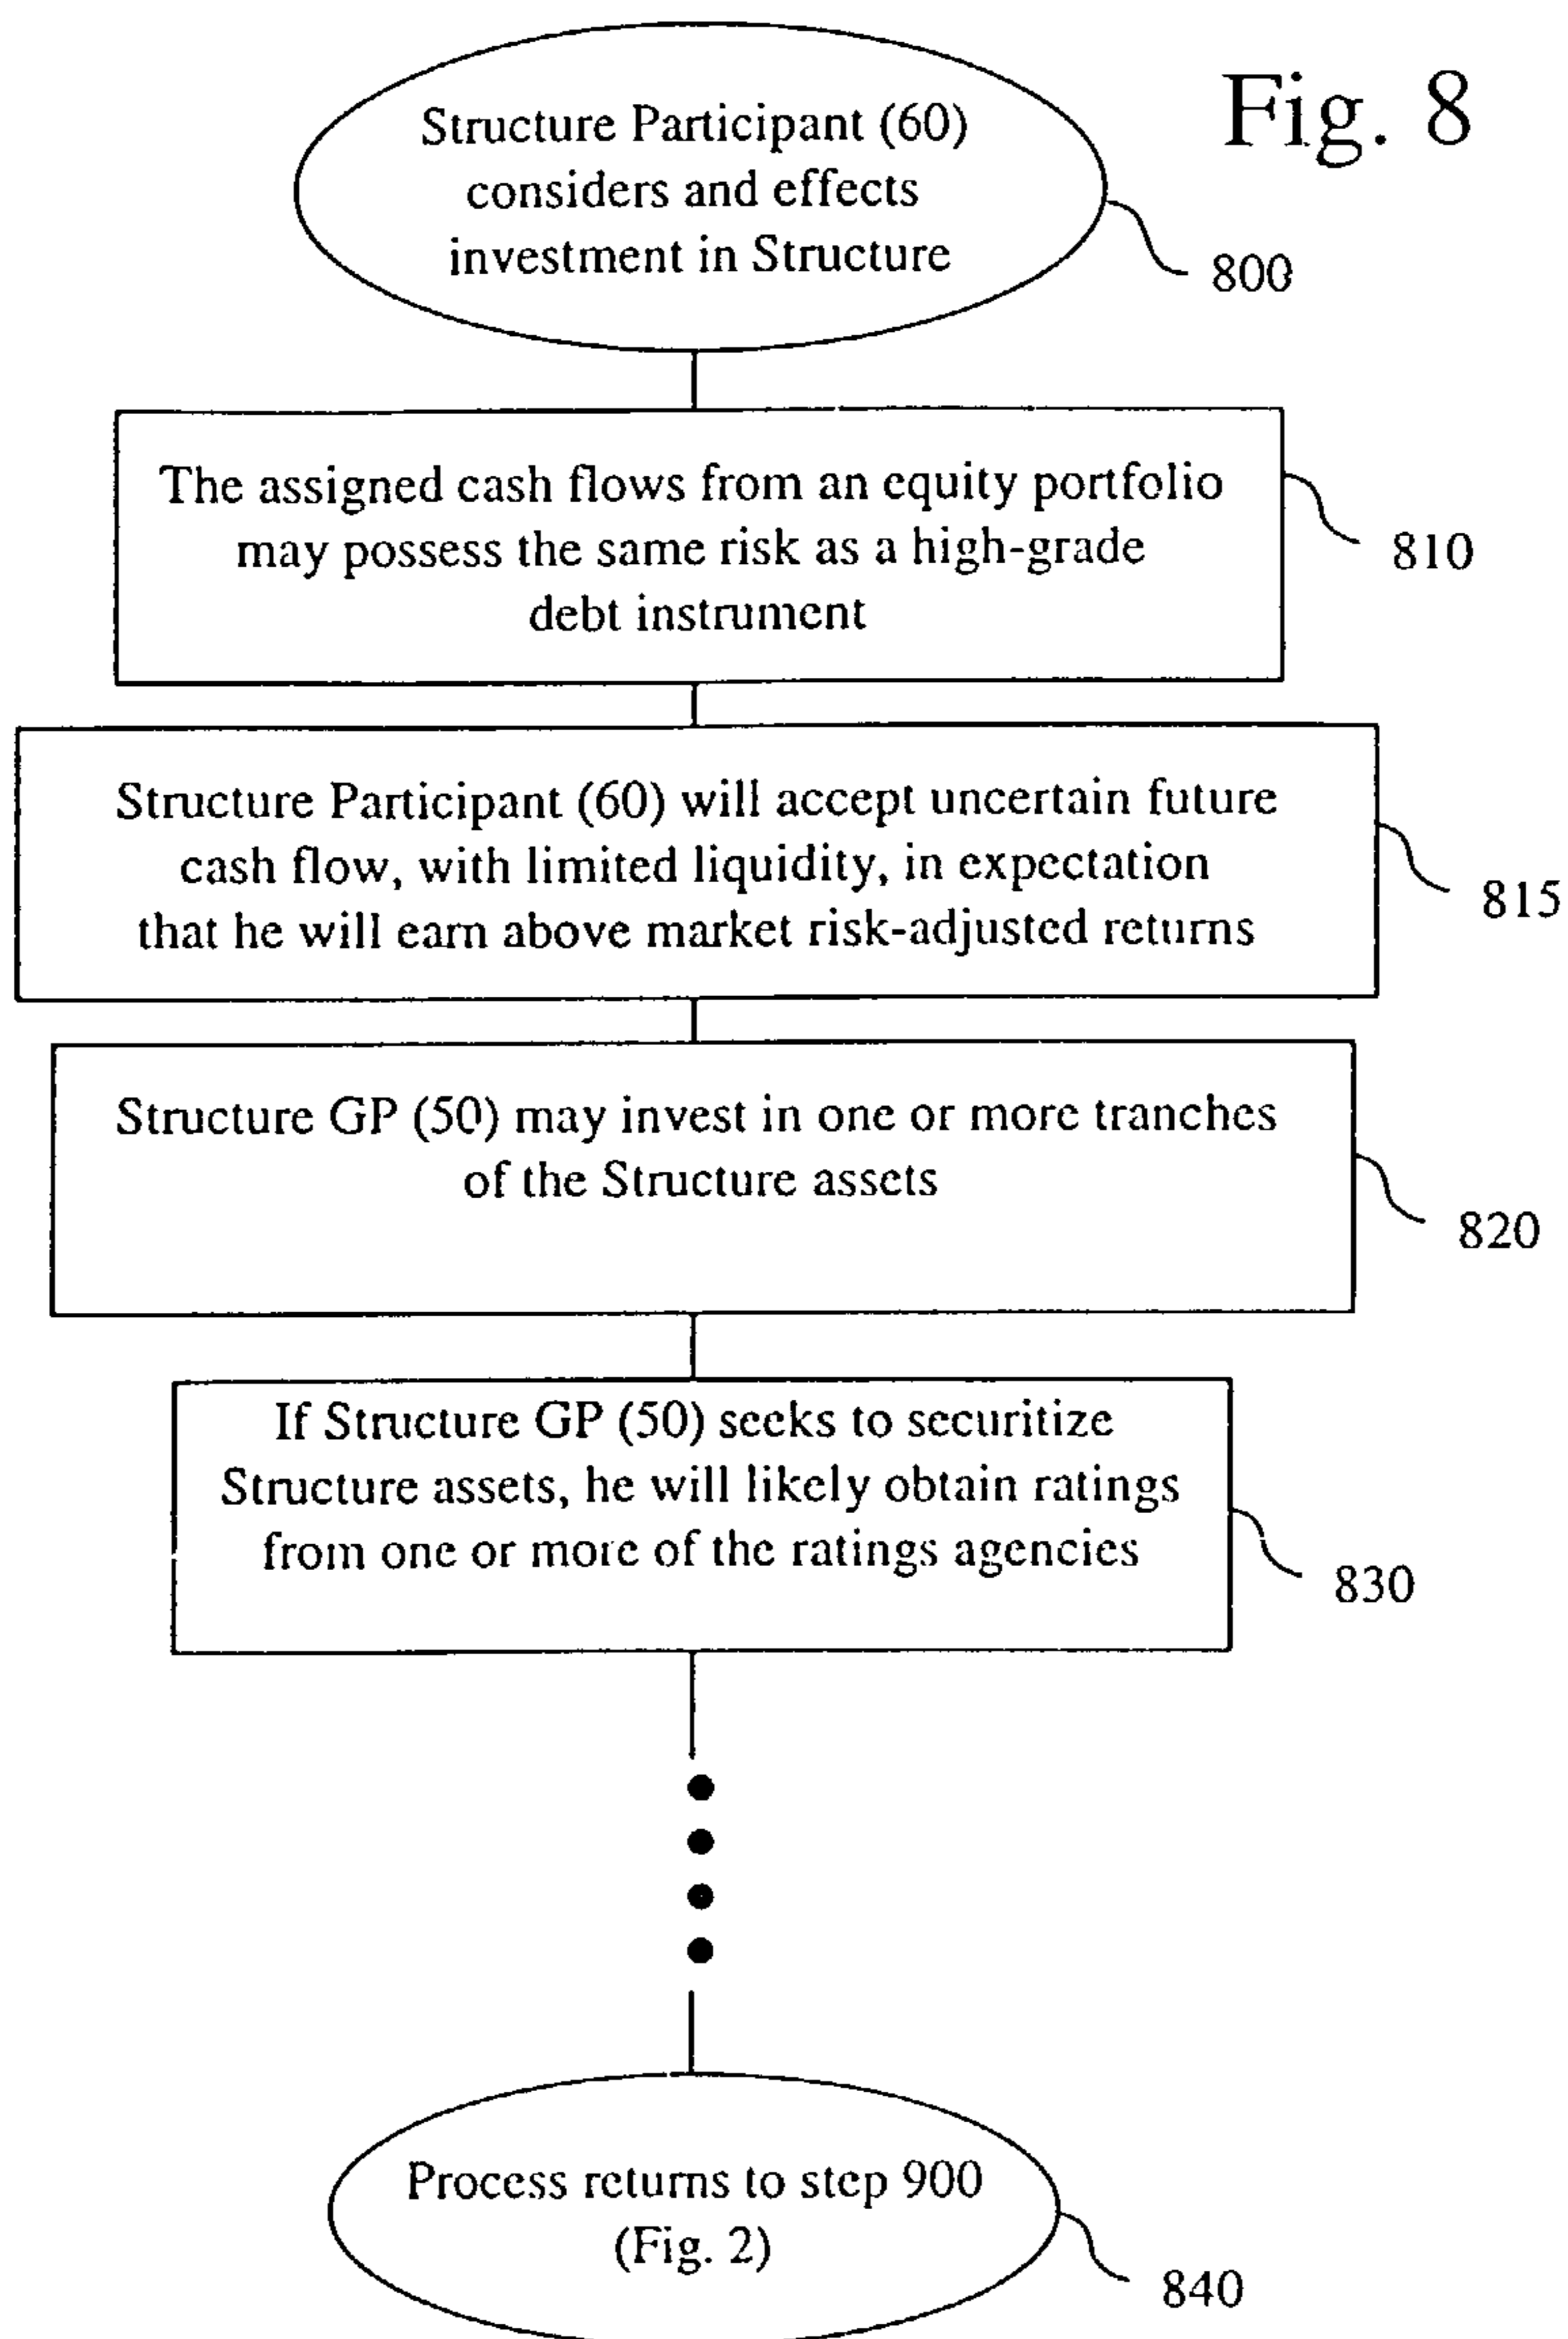 Fig. 8
Structure Participant (60)
considers and effects
investment in Structure
800
The assigned cash flows from an equity portfolio
may possess the same risk as a high-grade
debt instrument
810
Structure Participant (60) will accept uncertain future
cash flow, with limited liquidity, in expectation
that he will earn above market risk-adjusted returns
815
Structure GP (50) may invest in one or more tranches
of the Structure assets
820
If Structure GP (50) seeks to securitize
Structure assets, he will likely obtain ratings
from one or more of the ratings agencies
830
Process returns to step 900
(Fig. 2)
840